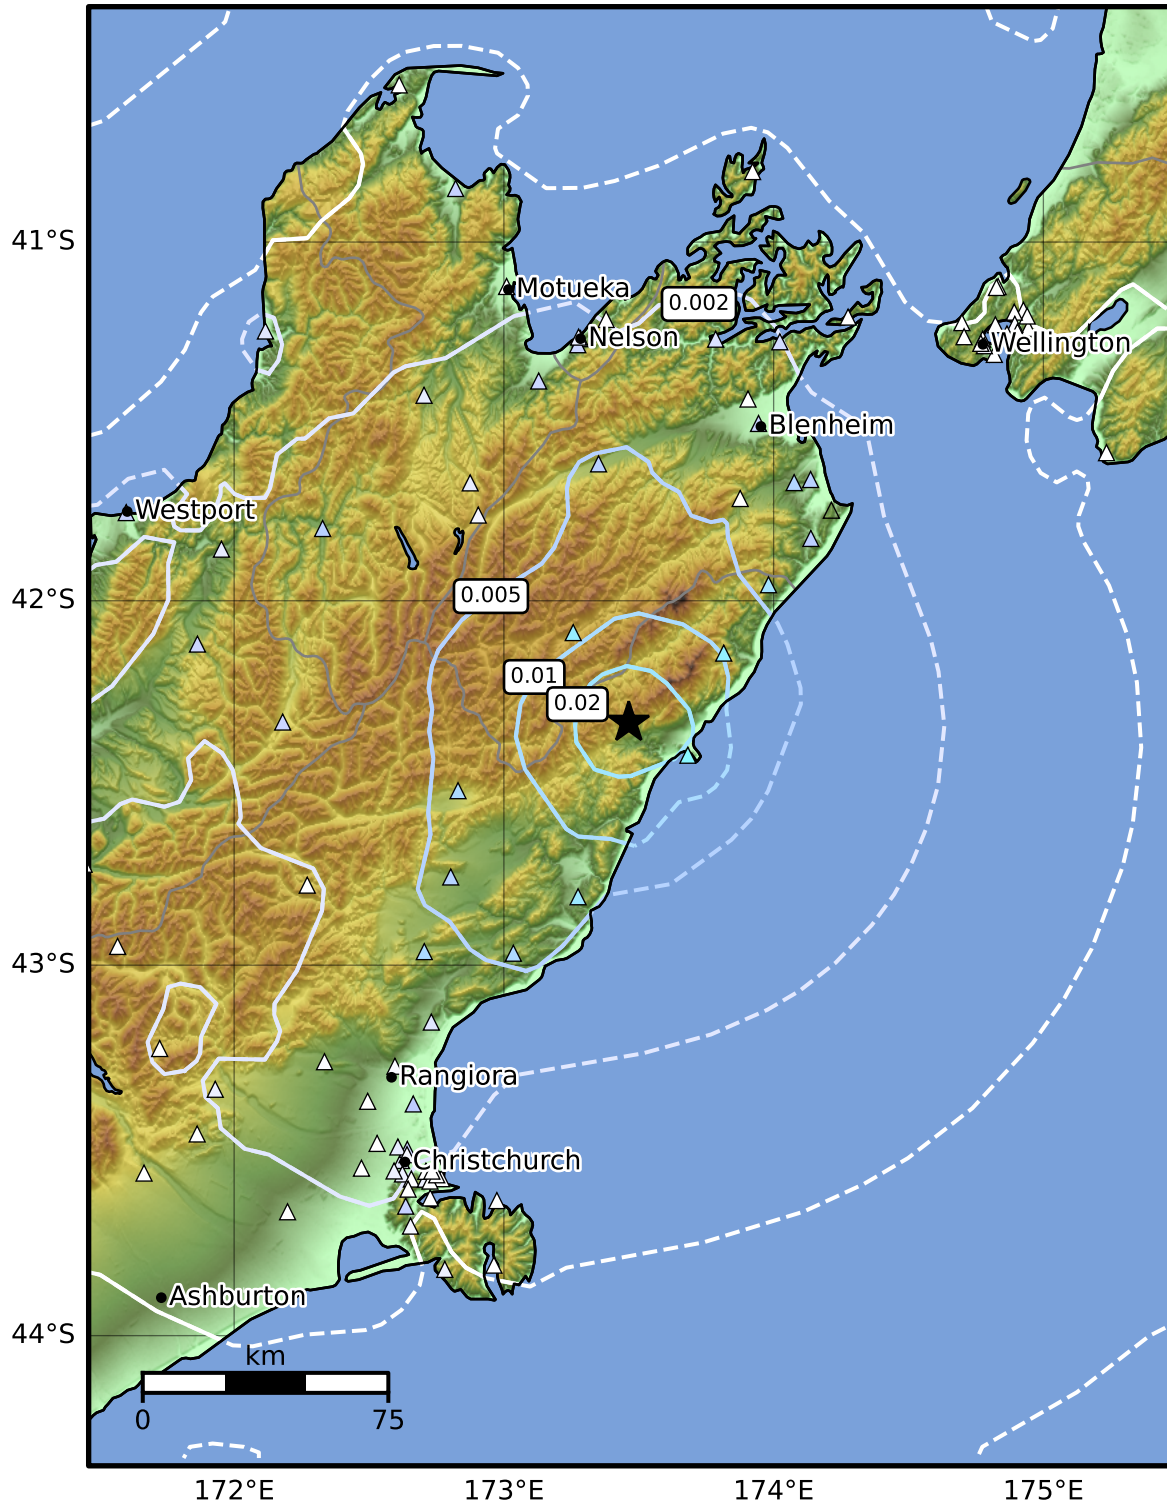 41°S
Motueka
0.002
Nelson
Wellington
Blenheim
Westport
42°S
0.005
0.01
0.02
43°S
Rangiora
Christchurch
Ashburton
44°S
km
0
75
172°E
173°E
174°E
175°E